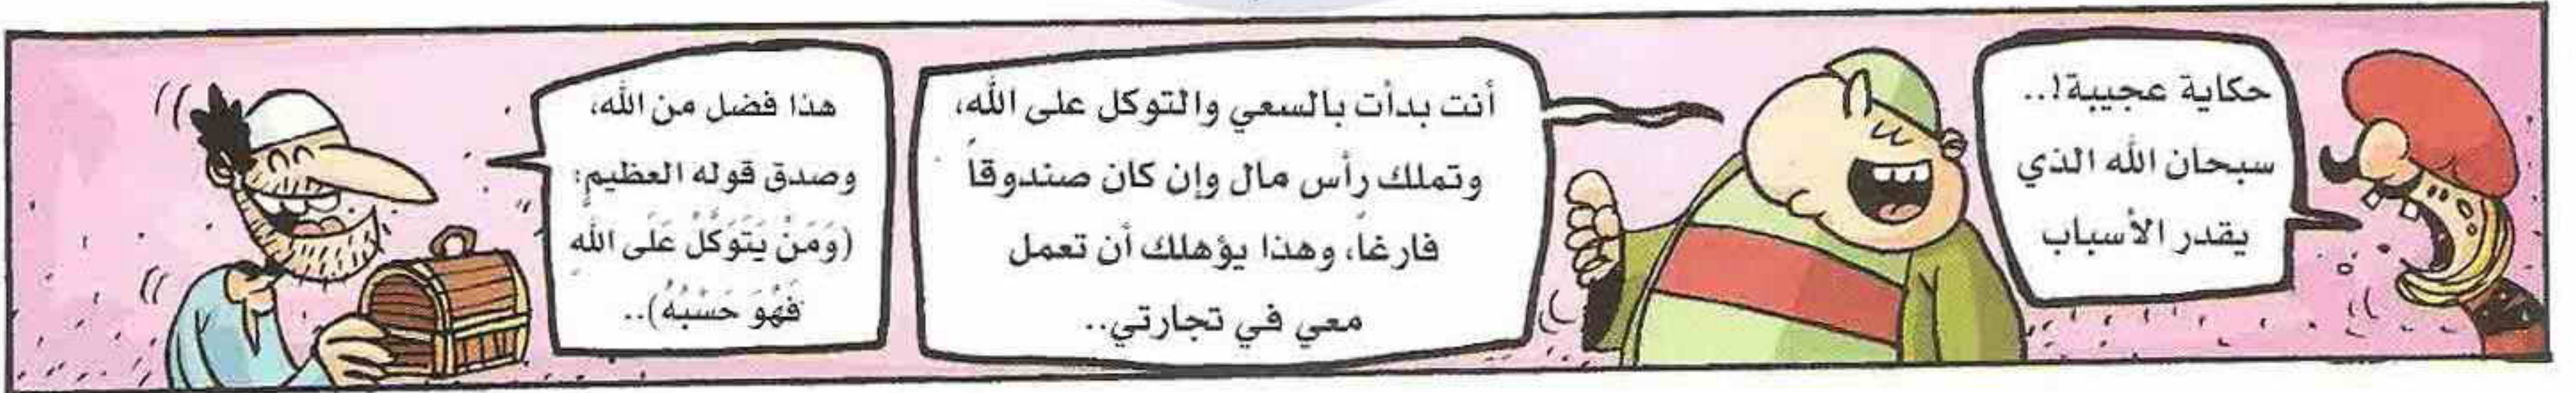 حكاية عجيبة!..
سبحان الله الذي
يقدر الأسباب
أنت بدأت بالسعي والتوكل على الله،
وتملك رأس مال وإن كان صندوقاً
فارغاً، وهذا يؤهلك أن تعمل
معي في تجارتي..
هذا فضل من الله،
وصدق قوله العظيم:
(وَمَنْ يَتَوَكَّلْ عَلَى اللَّهِ
فَهُوَ حَسْبُهُ)..